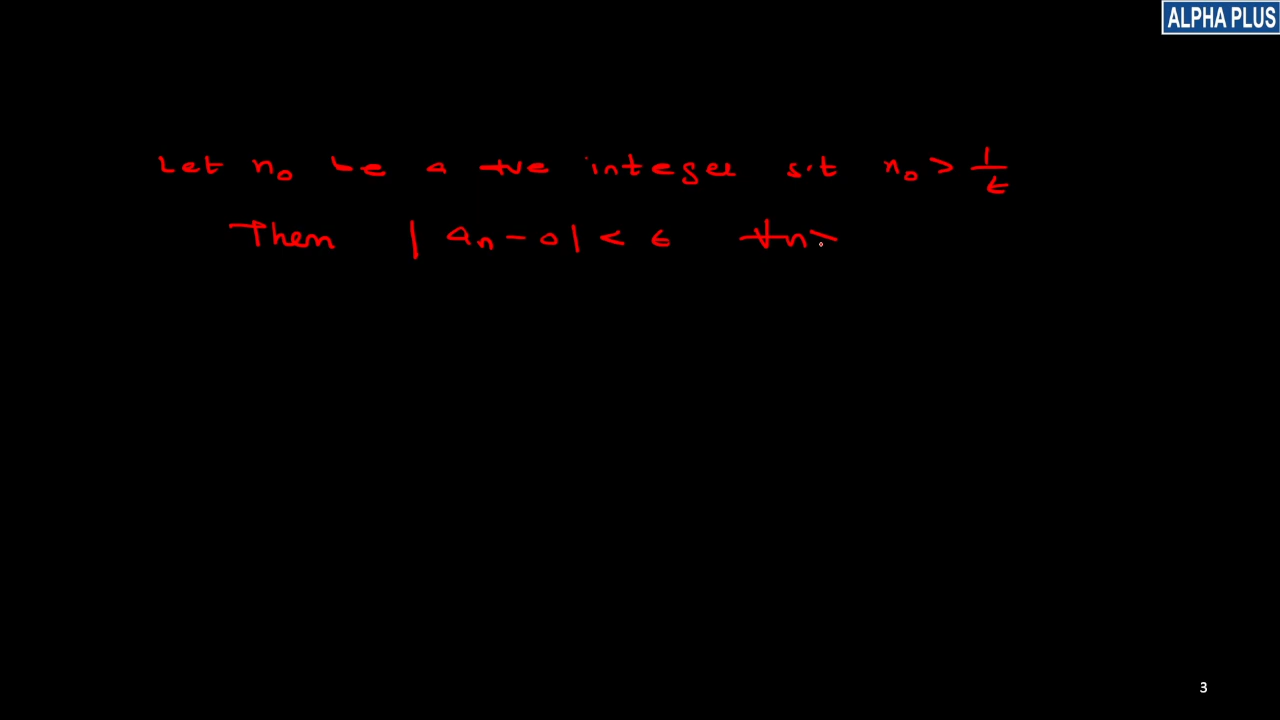 ALPHA PLUS
Let n₀ be a +ve integer s.t n₀ > 1/ε
Then | aₙ - 0 | < ε ∀n>
3